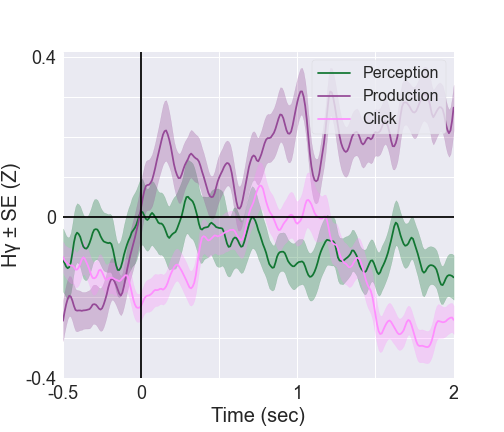 0.4
Perception
Production
Click
Hγ ± SE (Z)
0
-0.4
-0.5
0
1
2
Time (sec)